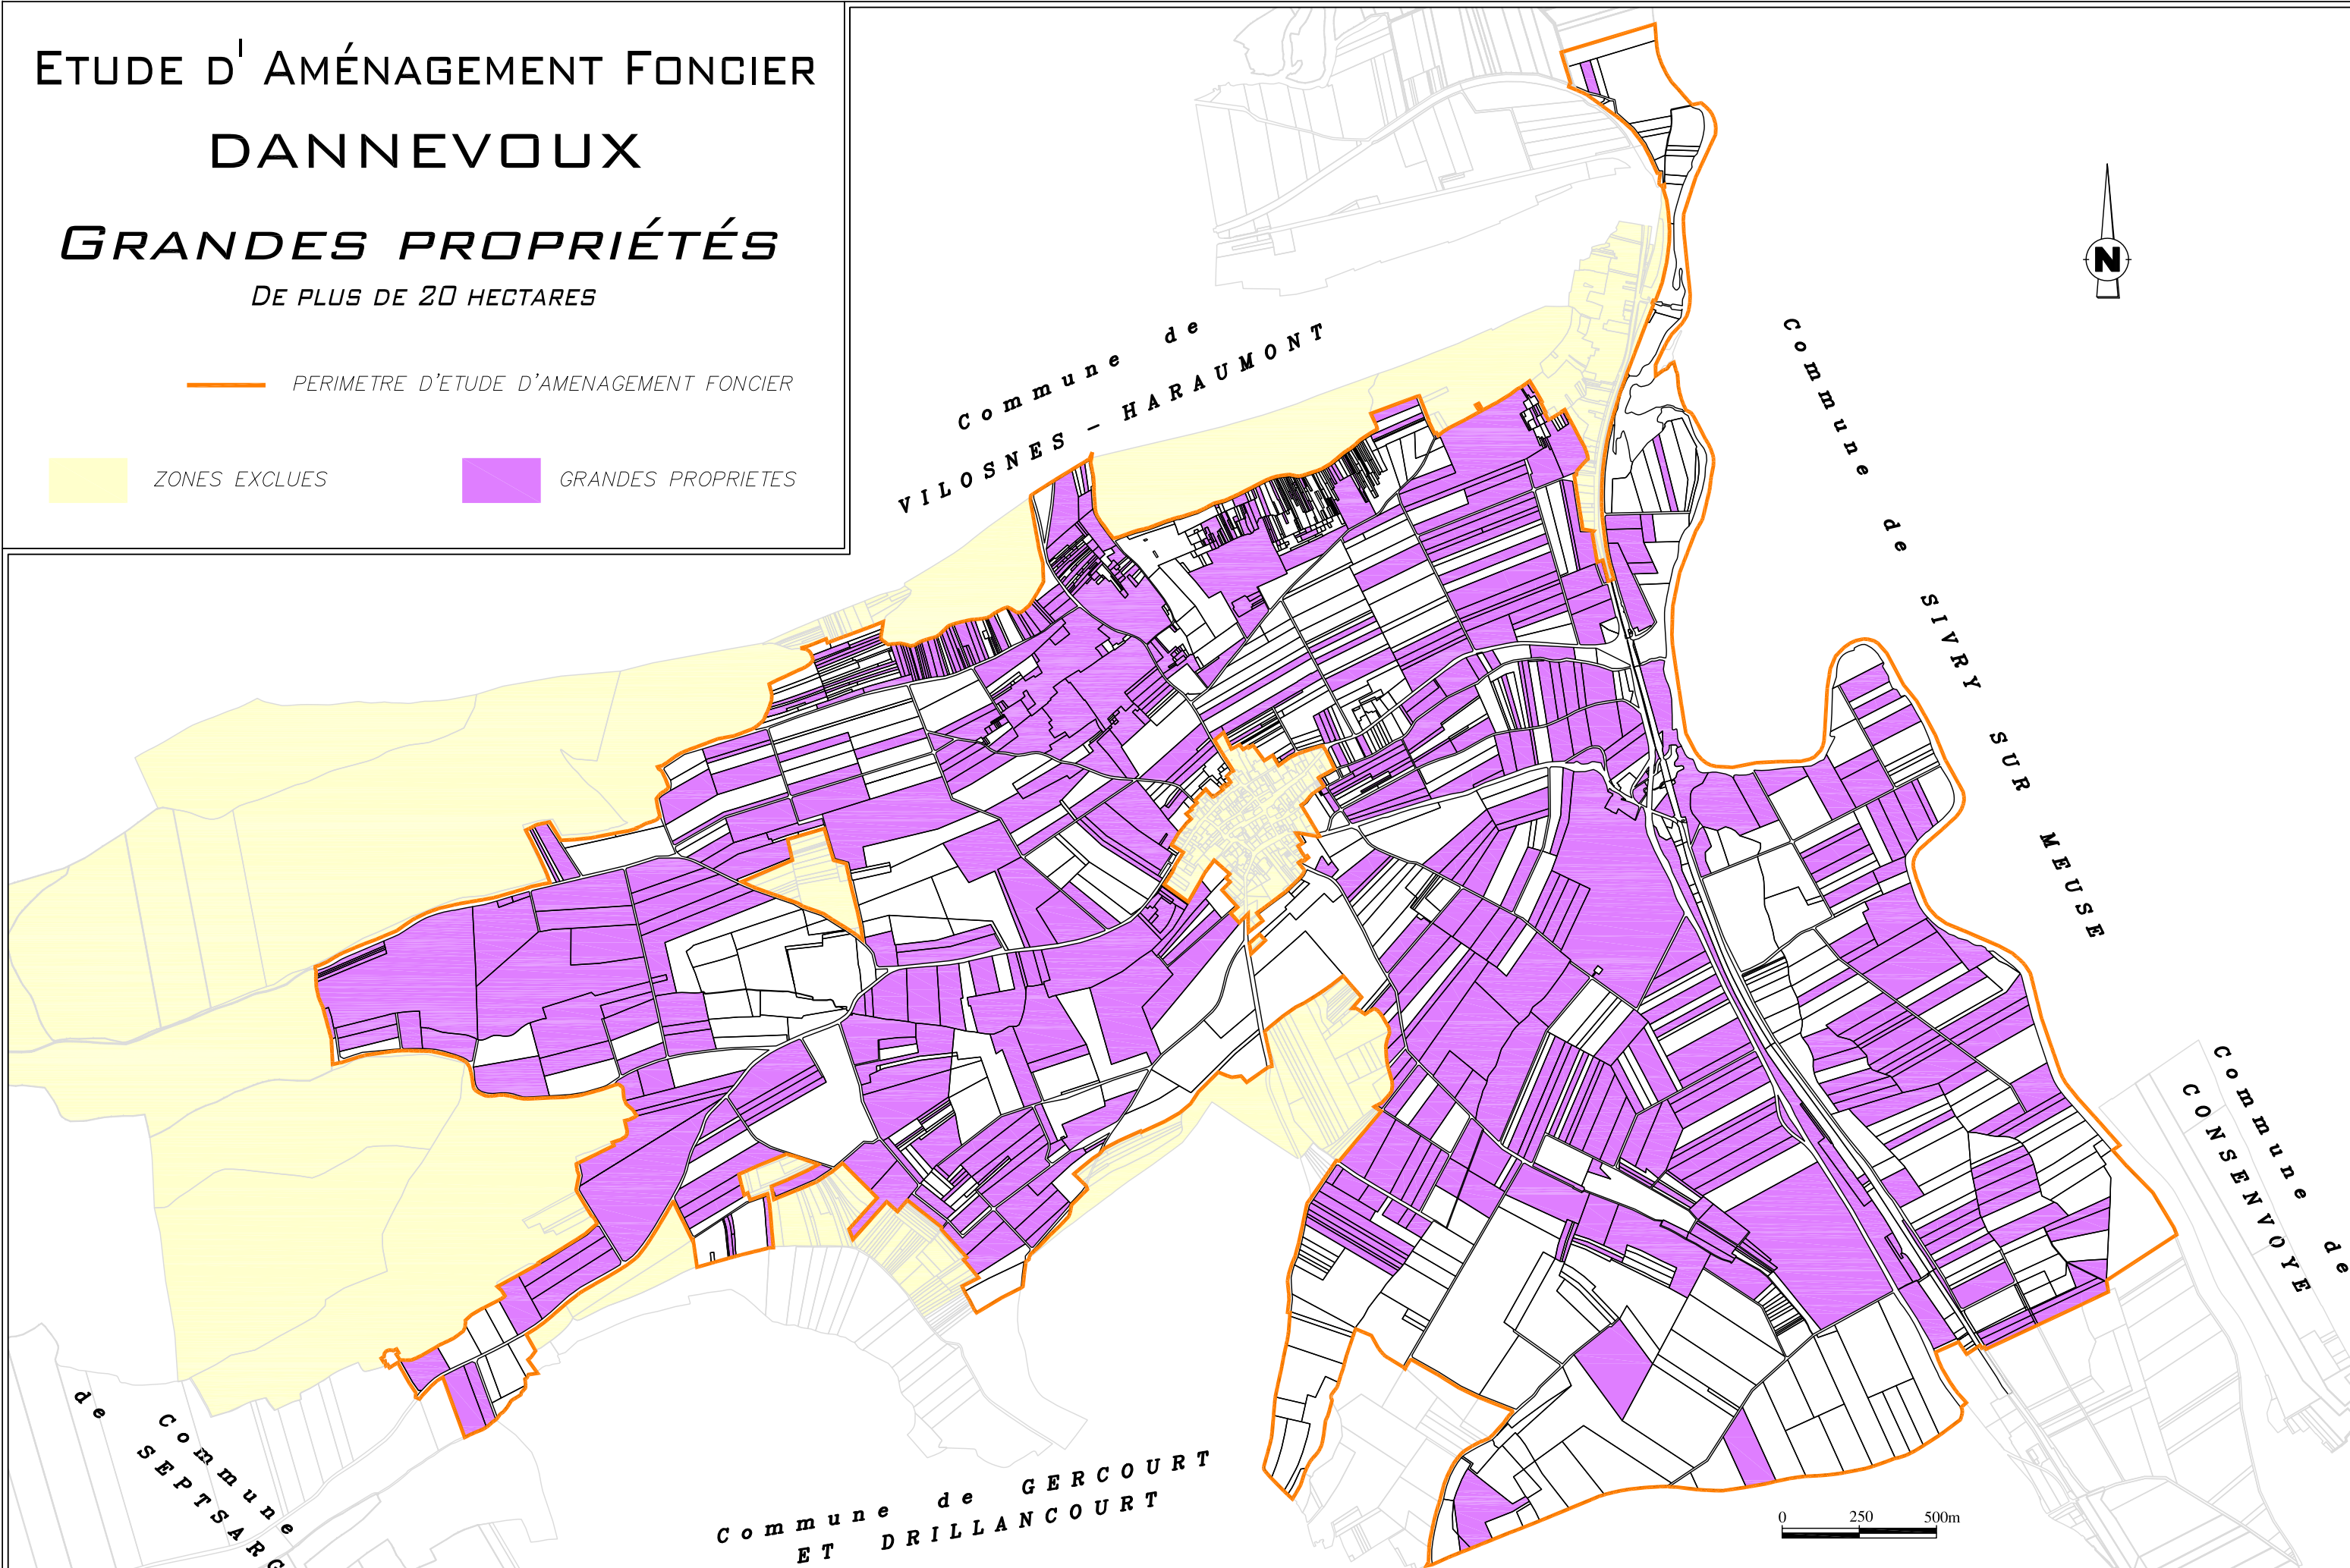 ETUDE D' AMÉNAGEMENT FONCIER
DANNEVOUX
GRANDES PROPRIÉTÉS
DE PLUS DE 20 HECTARES
PERIMETRE D'ETUDE D'AMENAGEMENT FONCIER
ZONES EXCLUES
GRANDES PROPRIETES
N
Commune de
VILOSNES - HARAUMONT
Commune de SIVRY SUR MEUSE
Commune de
CONSENVOYE
Commune de GERCOURT
ET DRILLANCOURT
Commune
de
SEPTSARG
0 250 500m